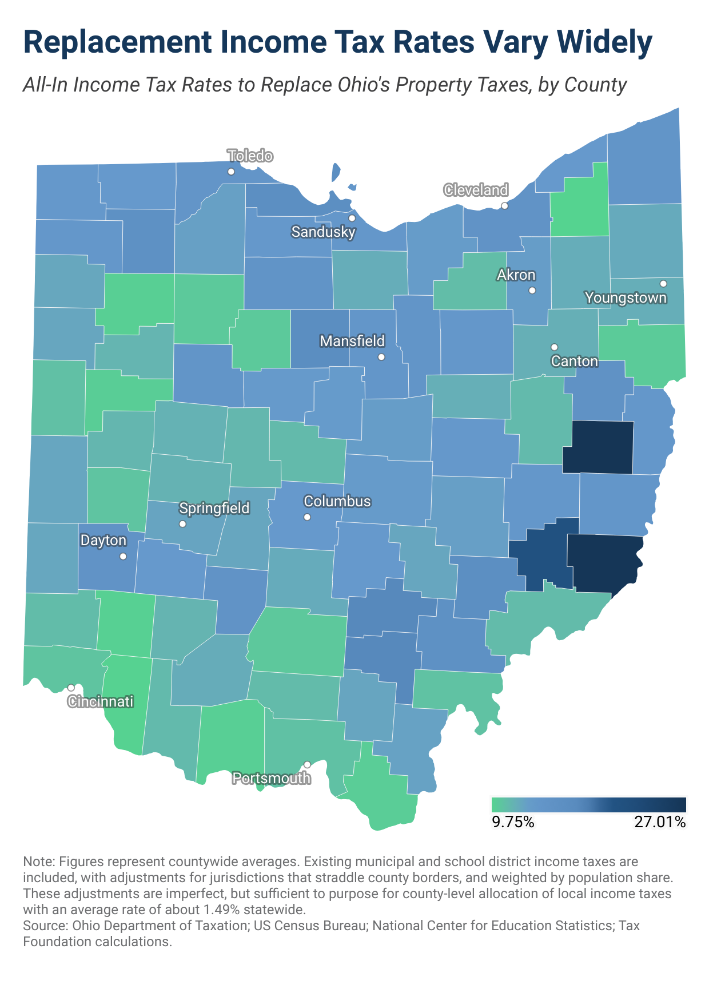 Replacement Income Tax Rates Vary Widely
All-In Income Tax Rates to Replace Ohio's Property Taxes, by County
Toledo
Cleveland
Sandusky
Akron
Youngstown
Mansfield
Canton
Springfield
Columbus
Dayton
Cincinnati
Portsmouth
9.75%
27.01%
Note: Figures represent countywide averages. Existing municipal and school district income taxes are
included, with adjustments for jurisdictions that straddle county borders, and weighted by population share.
These adjustments are imperfect, but sufficient to purpose for county-level allocation of local income taxes
with an average rate of about 1.49% statewide.
Source: Ohio Department of Taxation; US Census Bureau; National Center for Education Statistics; Tax
Foundation calculations.